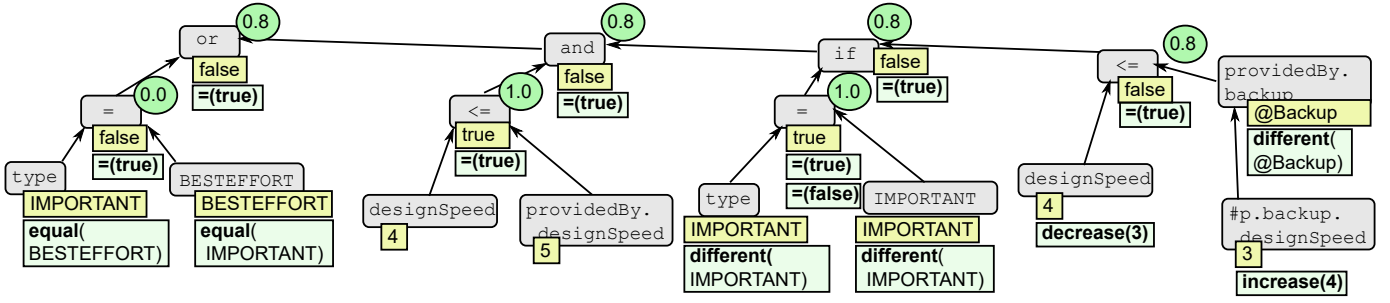 0.8
or
false
=(true)
0.0
=
false
=(true)
type
IMPORTANT
equal(
BESTEFFORT)
BESTEFFORT
BESTEFFORT
equal(
IMPORTANT)
0.8
and
false
=(true)
1.0
<=
true
=(true)
designSpeed
4
providedBy.
designSpeed
5
0.8
if
false
=(true)
1.0
=
true
=(true)
=(false)
type
IMPORTANT
different(
IMPORTANT)
IMPORTANT
IMPORTANT
different(
IMPORTANT)
0.8
<=
false
=(true)
designSpeed
4
decrease(3)
providedBy.
backup
@Backup
different(
@Backup)
#p.backup.
designSpeed
3
increase(4)